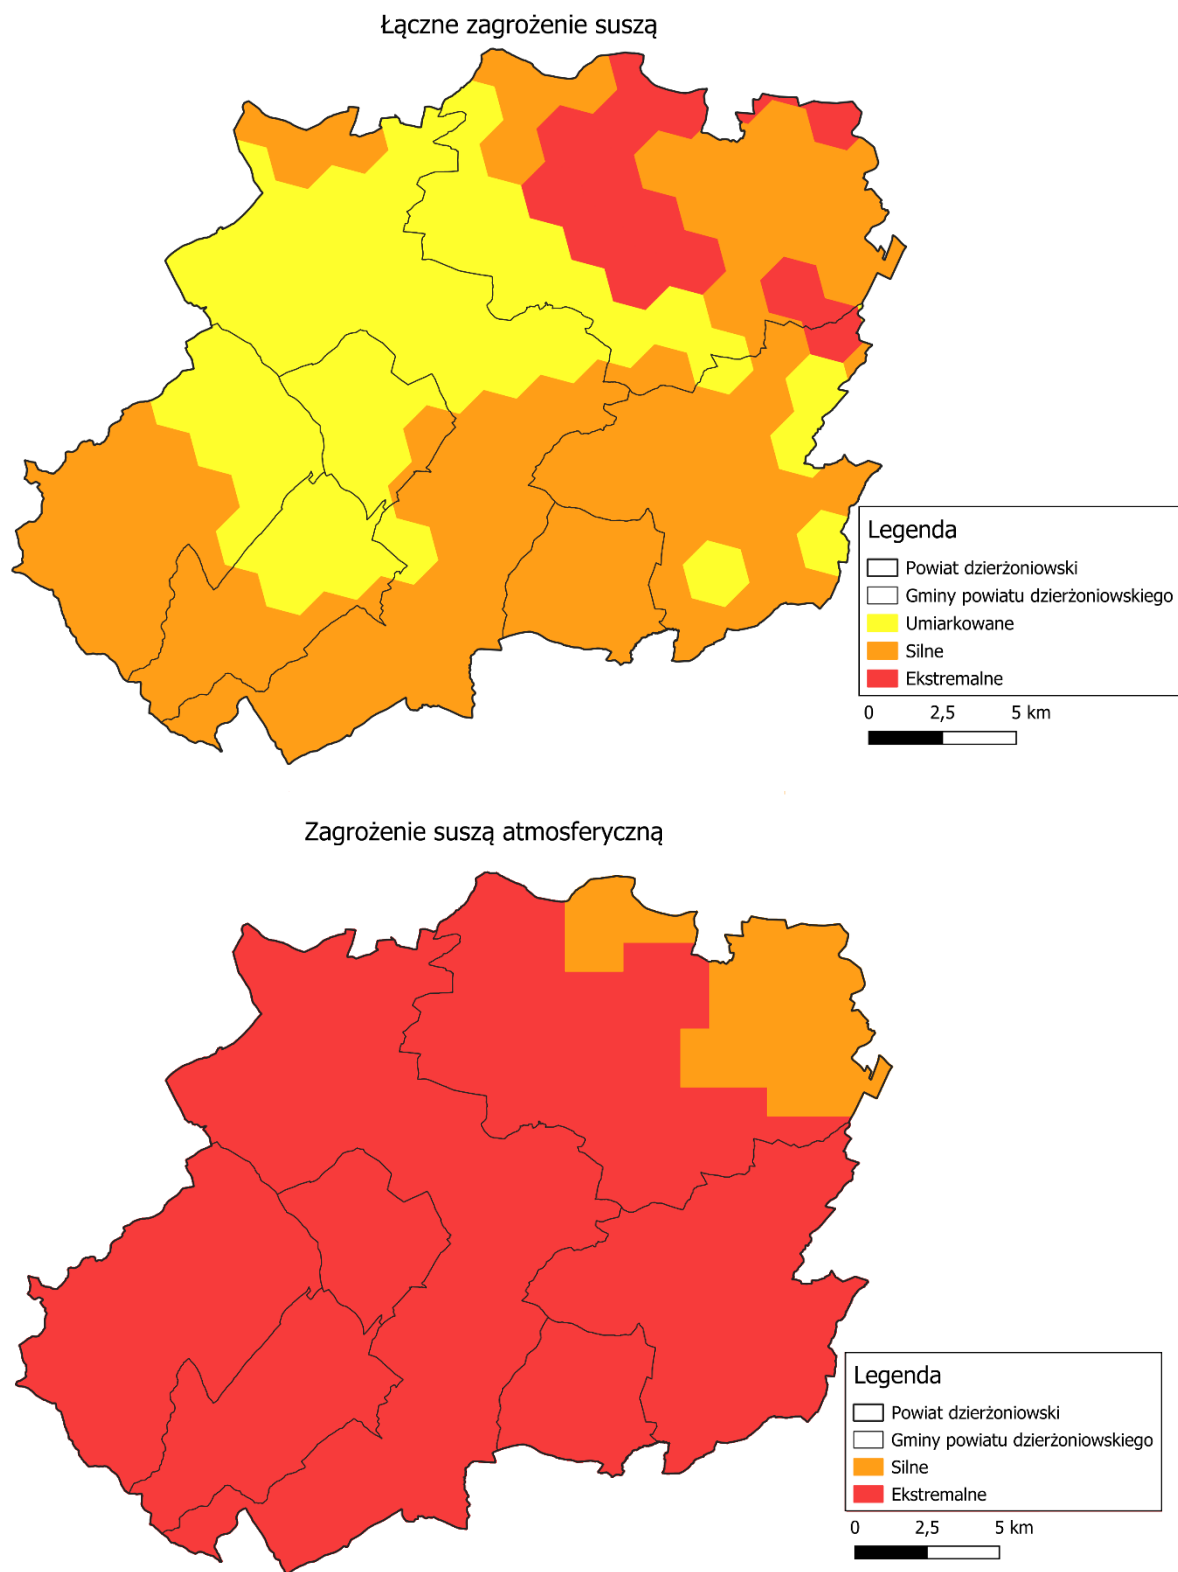 Łączne zagrożenie suszą
Legenda
Powiat dzierżoniowski
Gminy powiatu dzierżoniowskiego
Umiarkowane
Silne
Ekstremalne
0 2,5 5 km
Zagrożenie suszą atmosferyczną
Legenda
Powiat dzierżoniowski
Gminy powiatu dzierżoniowskiego
Silne
Ekstremalne
0 2,5 5 km